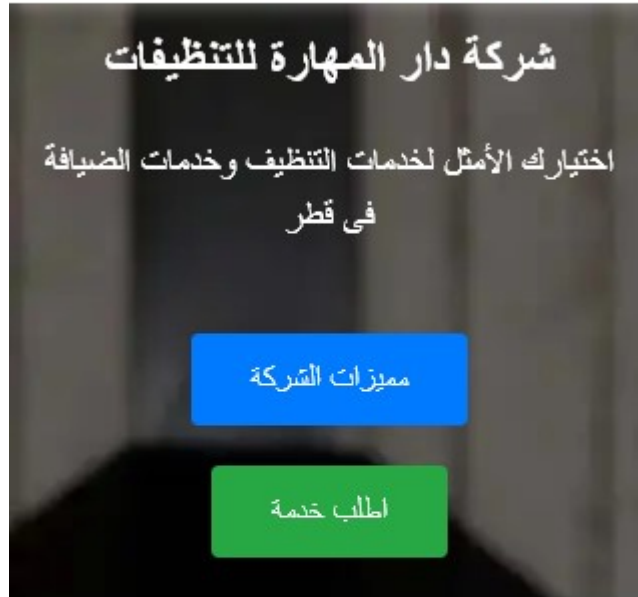 شركة دار المهارة للتنظيفات
اختيارك الأمثل لخدمات التنظيف وخدمات الضيافة
فى قطر
مميزات الشركة
اطلب خدمة